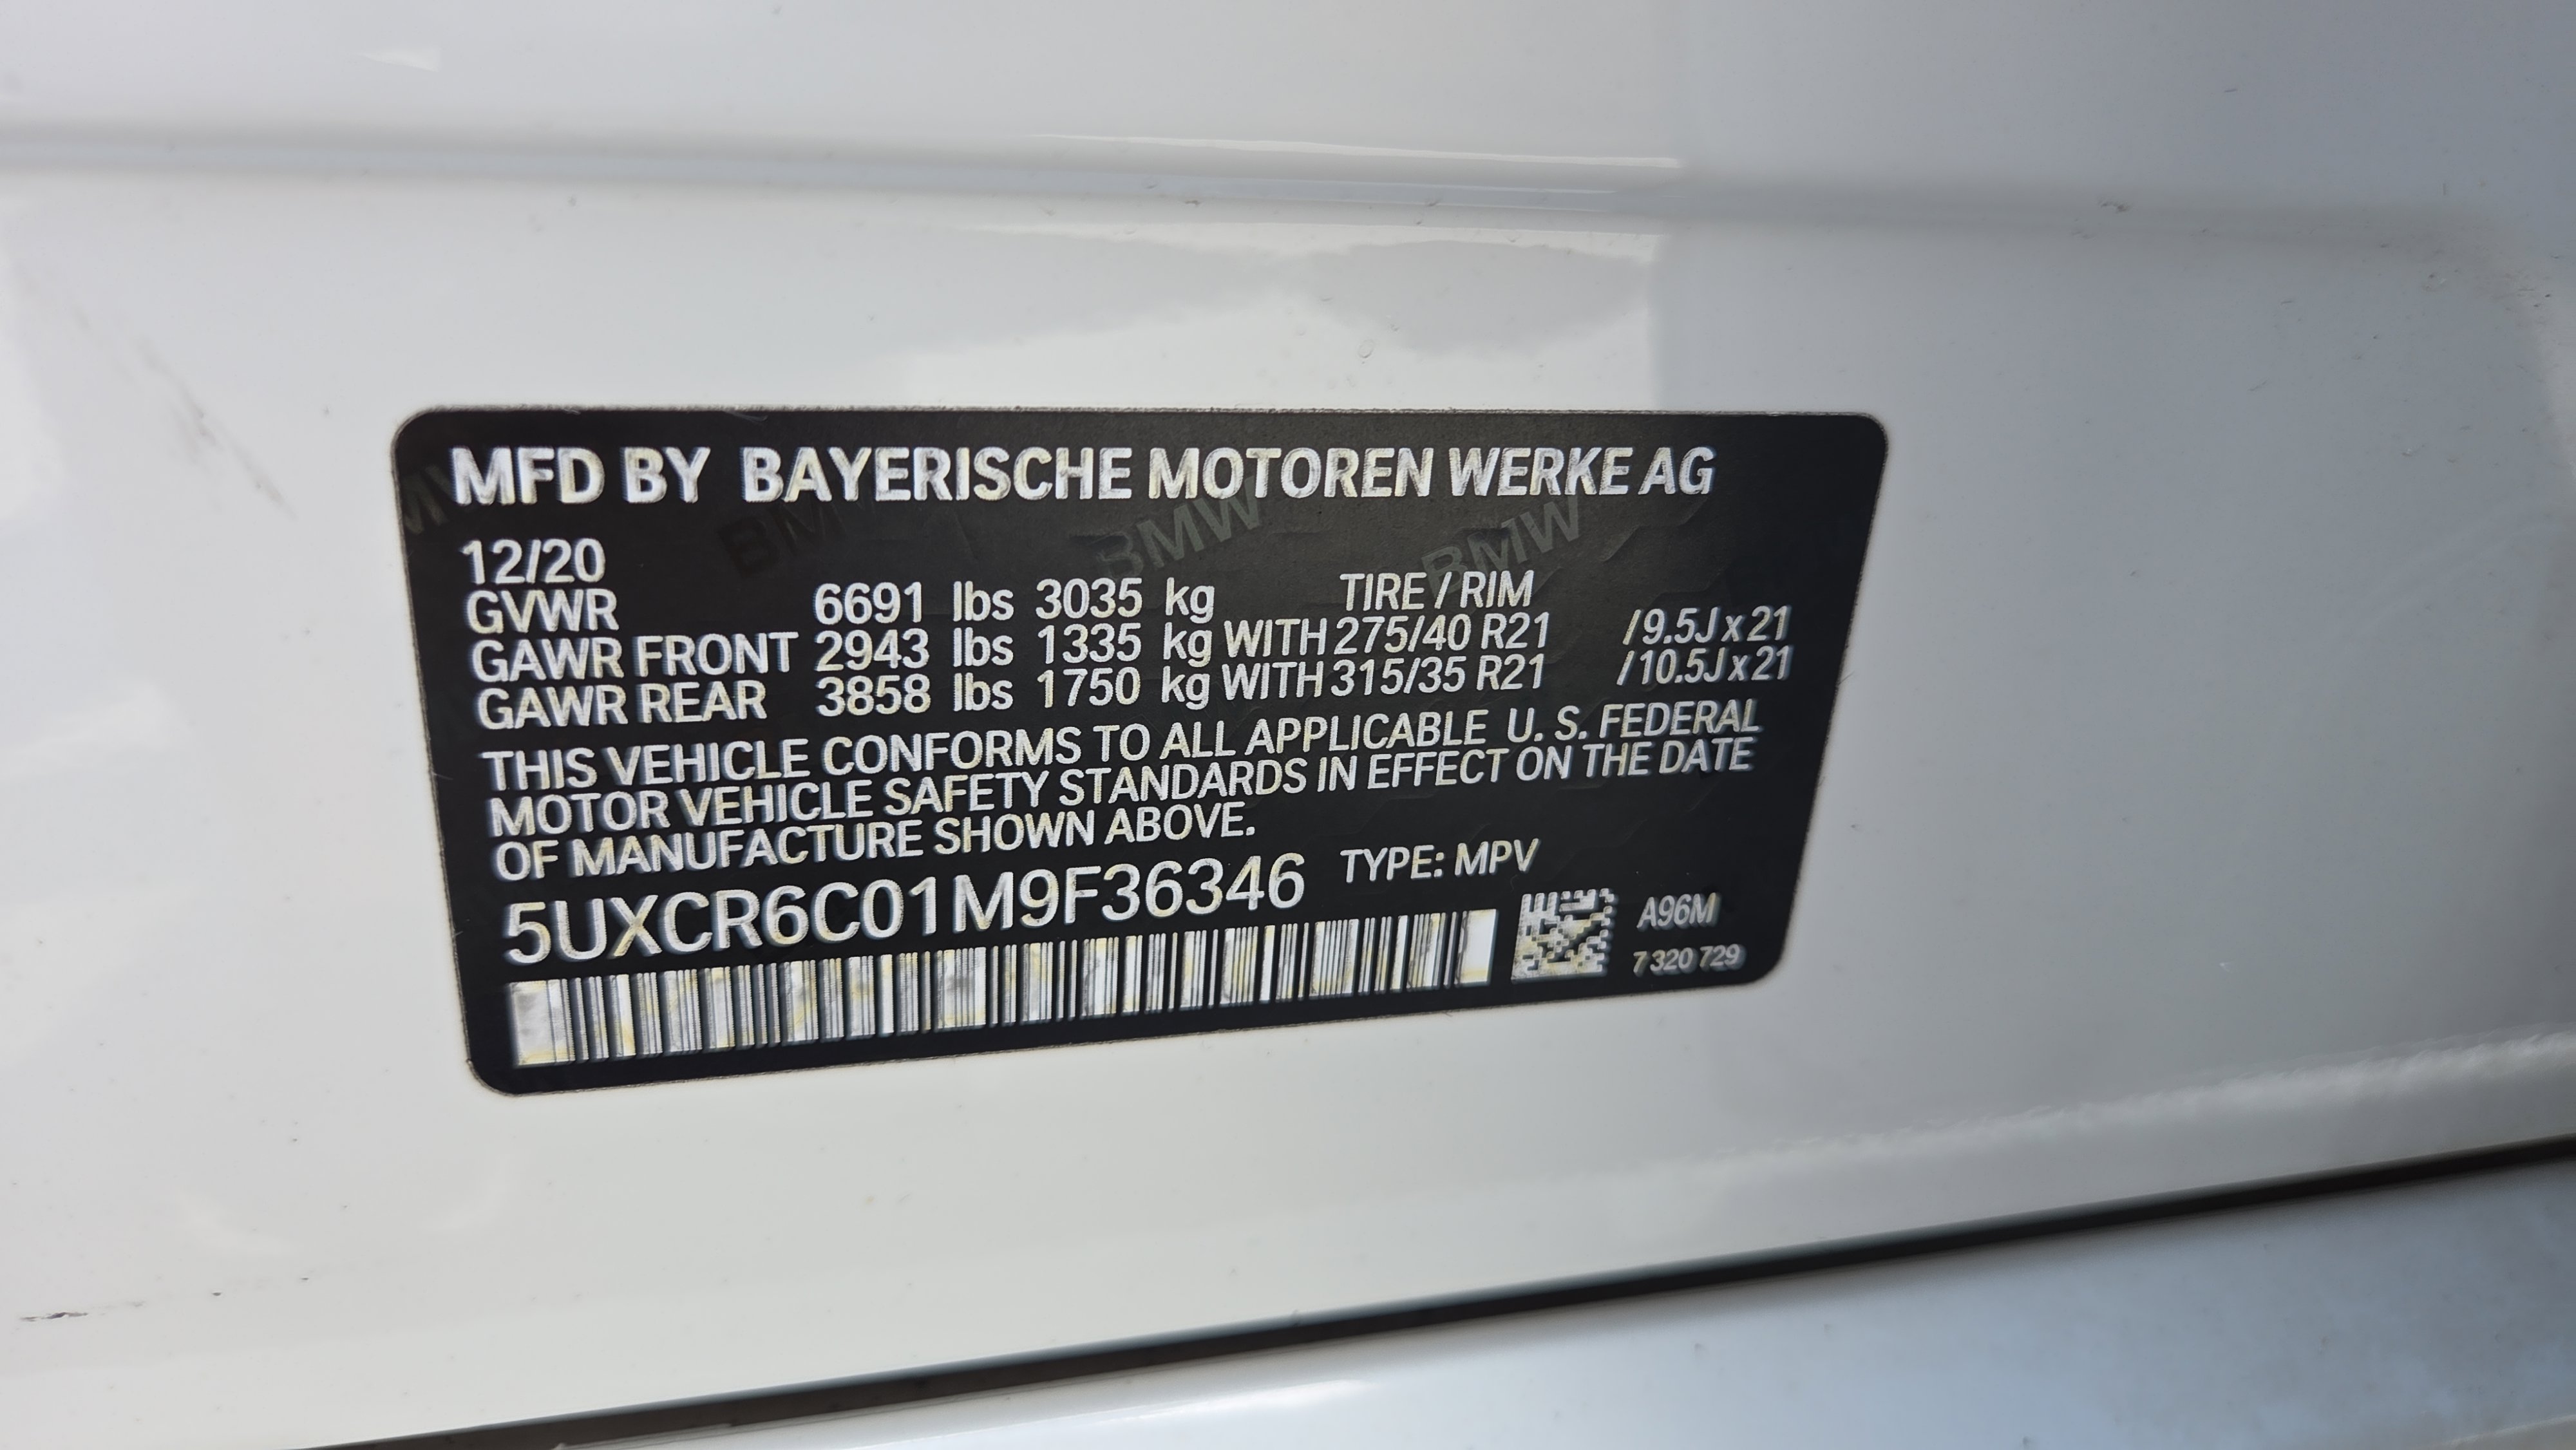 MFD BY BAYERISCHE MOTOREN WERKE AG
BMW BMW BMW
12/20
GVWR 6691 lbs 3035 kg TIRE / RIM
GAWR FRONT 2943 lbs 1335 kg WITH 275/40 R21 /9.5J x 21
GAWR REAR 3858 lbs 1750 kg WITH 315/35 R21 /10.5J x 21
THIS VEHICLE CONFORMS TO ALL APPLICABLE U. S. FEDERAL
MOTOR VEHICLE SAFETY STANDARDS IN EFFECT ON THE DATE
OF MANUFACTURE SHOWN ABOVE.
5UXCR6C01M9F36346 TYPE: MPV
A96M
7 320 729